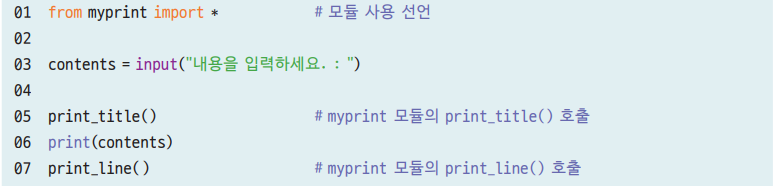 01 from myprint import * # 모듈 사용 선언
02
03 contents = input("내용을 입력하세요. : ")
04
05 print_title() # myprint 모듈의 print_title() 호출
06 print(contents)
07 print_line() # myprint 모듈의 print_line() 호출